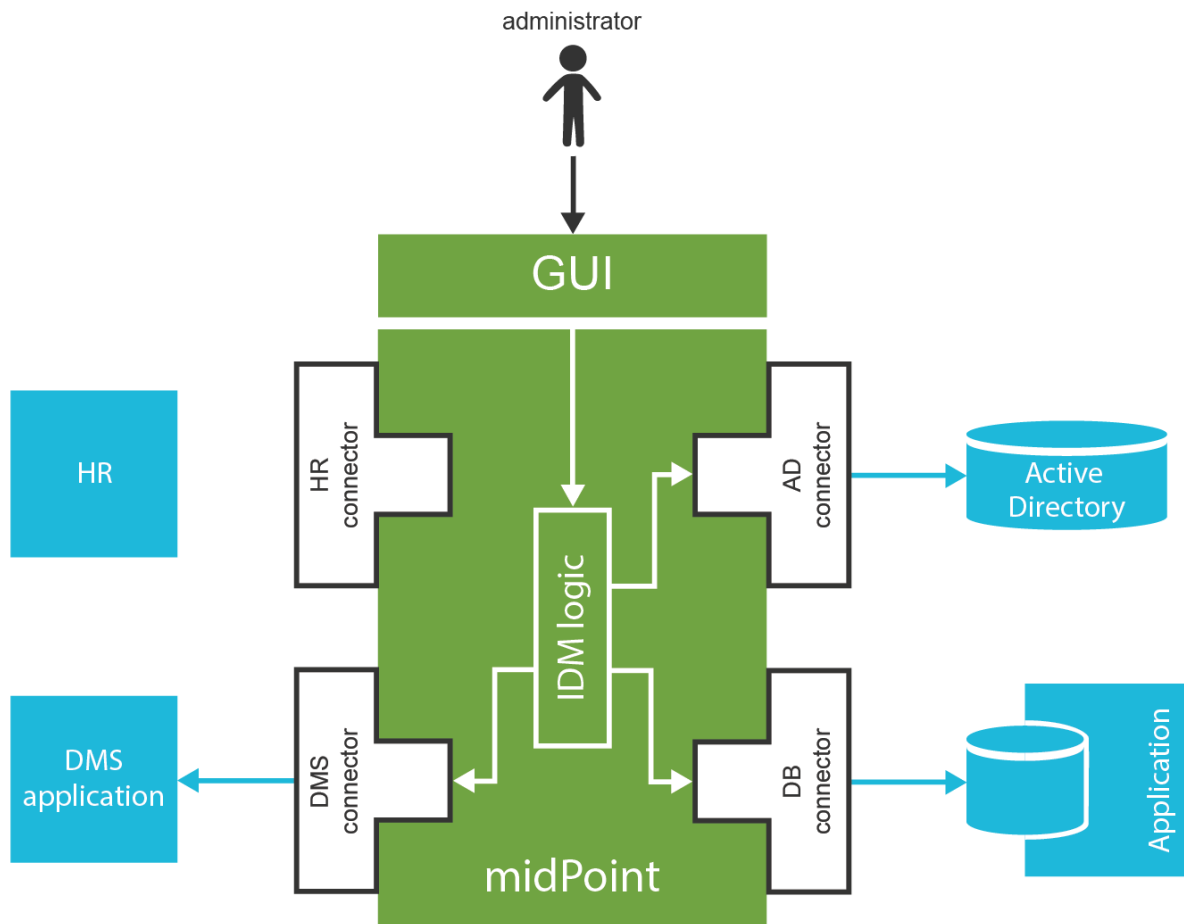 administrator
GUI
HR
HR
connector
AD
connector
Active
Directory
IDM logic
DMS
application
DMS
connector
DB
connector
Application
midPoint